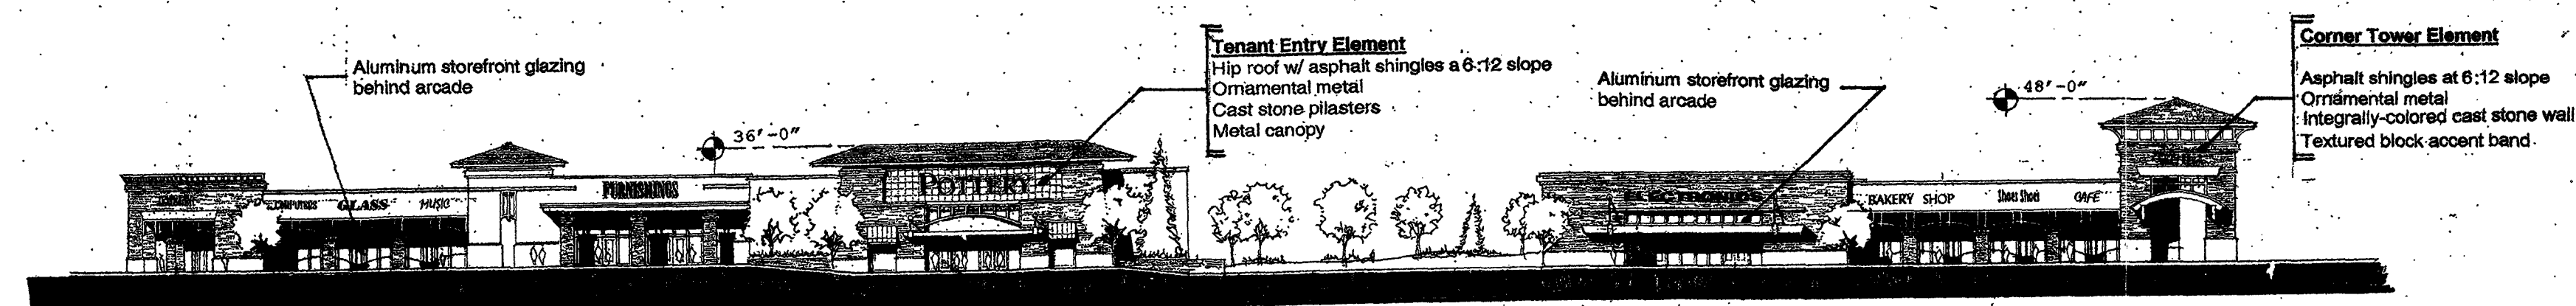 Aluminum storefront glazing
behind arcade
36'-0"
Tenant Entry Element
Hip roof w/ asphalt shingles a 6:12 slope
Ornamental metal
Cast stone pilasters
Metal canopy
Aluminum storefront glazing
behind arcade
48'-0"
Corner Tower Element
Asphalt shingles at 6:12 slope
Ornamental metal
Integrally-colored cast stone wall
Textured block accent band
COMPUTERS GLASS MUSIC
FURNISHINGS
POTTERY
ELECTRONICS
BAKERY SHOP Shoes Shoes CAFE